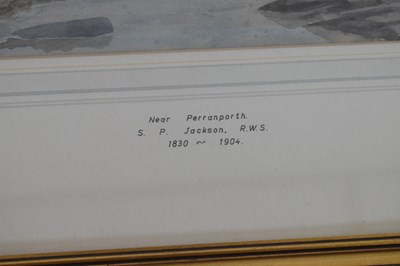 Near Perranporth.
S. P. Jackson, R.W.S.
1830 ~ 1904.